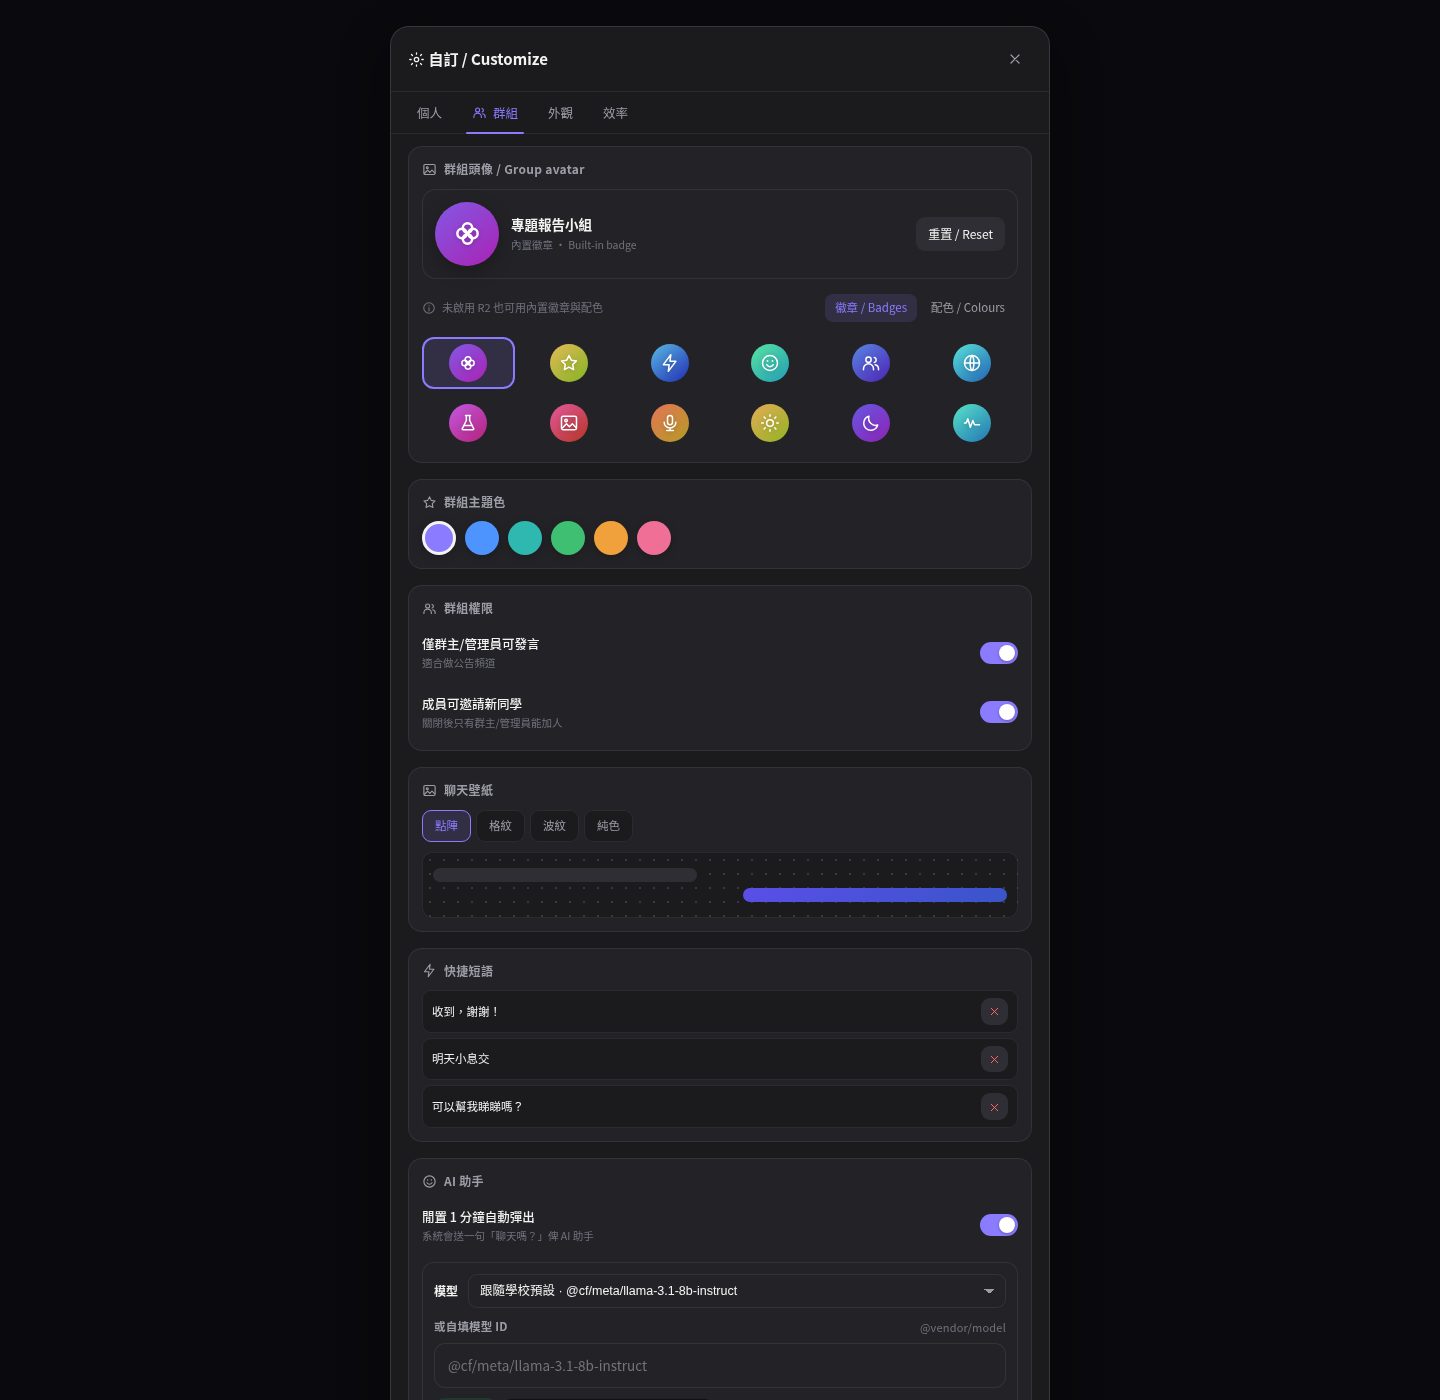 自訂 / Customize
個人 群組 外觀 效率
群組頭像 / Group avatar
專題報告小組
內置徽章 · Built-in badge
重置 / Reset
未啟用 R2 也可用內置徽章與配色
徽章 / Badges
配色 / Colours
群組主題色
群組權限
僅群主/管理員可發言
適合做公告頻道
成員可邀請新同學
關閉後只有群主/管理員能加人
聊天壁紙
點陣 格紋 波紋 純色
快捷短語
收到，謝謝！
明天小息交
可以幫我睇睇嗎？
AI 助手
閒置 1 分鐘自動彈出
系統會送一句「聊天嗎？」俾 AI 助手
模型 跟隨學校預設 · @cf/meta/llama-3.1-8b-instruct
或自填模型 ID @vendor/model
@cf/meta/llama-3.1-8b-instruct